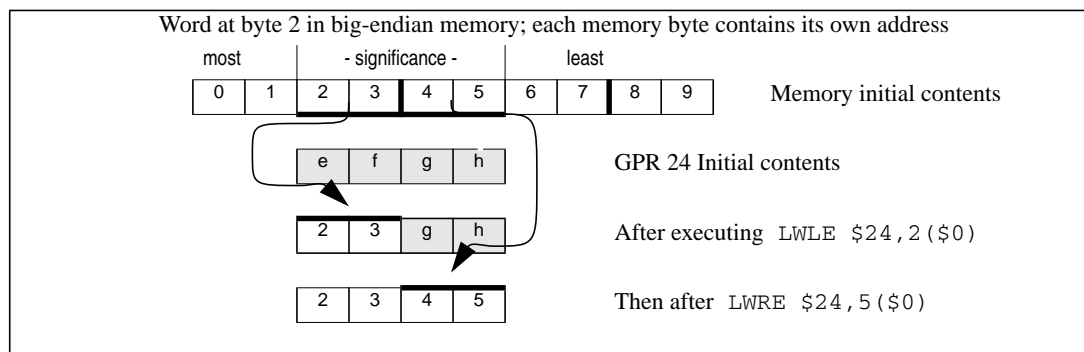 Word at byte 2 in big-endian memory; each memory byte contains its own address
most - significance - least
0 1 2 3 4 5 6 7 8 9 Memory initial contents
e f g h GPR 24 Initial contents
2 3 g h After executing LWLE $24,2($0)
2 3 4 5 Then after LWRE $24,5($0)